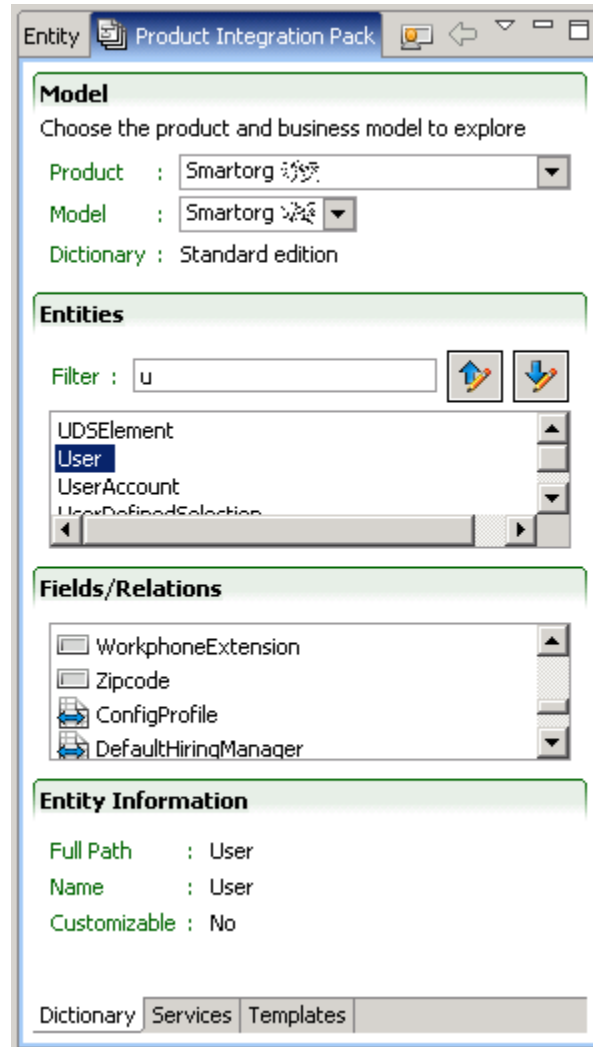 Entity Product Integration Pack
Model
Choose the product and business model to explore
Product : Smartorg
Model : Smartorg
Dictionary : Standard edition
Entities
Filter : u
UDSElement
User
UserAccount
UserDefinedSelection
Fields/Relations
WorkphoneExtension
Zipcode
ConfigProfile
DefaultHiringManager
Entity Information
Full Path : User
Name : User
Customizable : No
Dictionary Services Templates